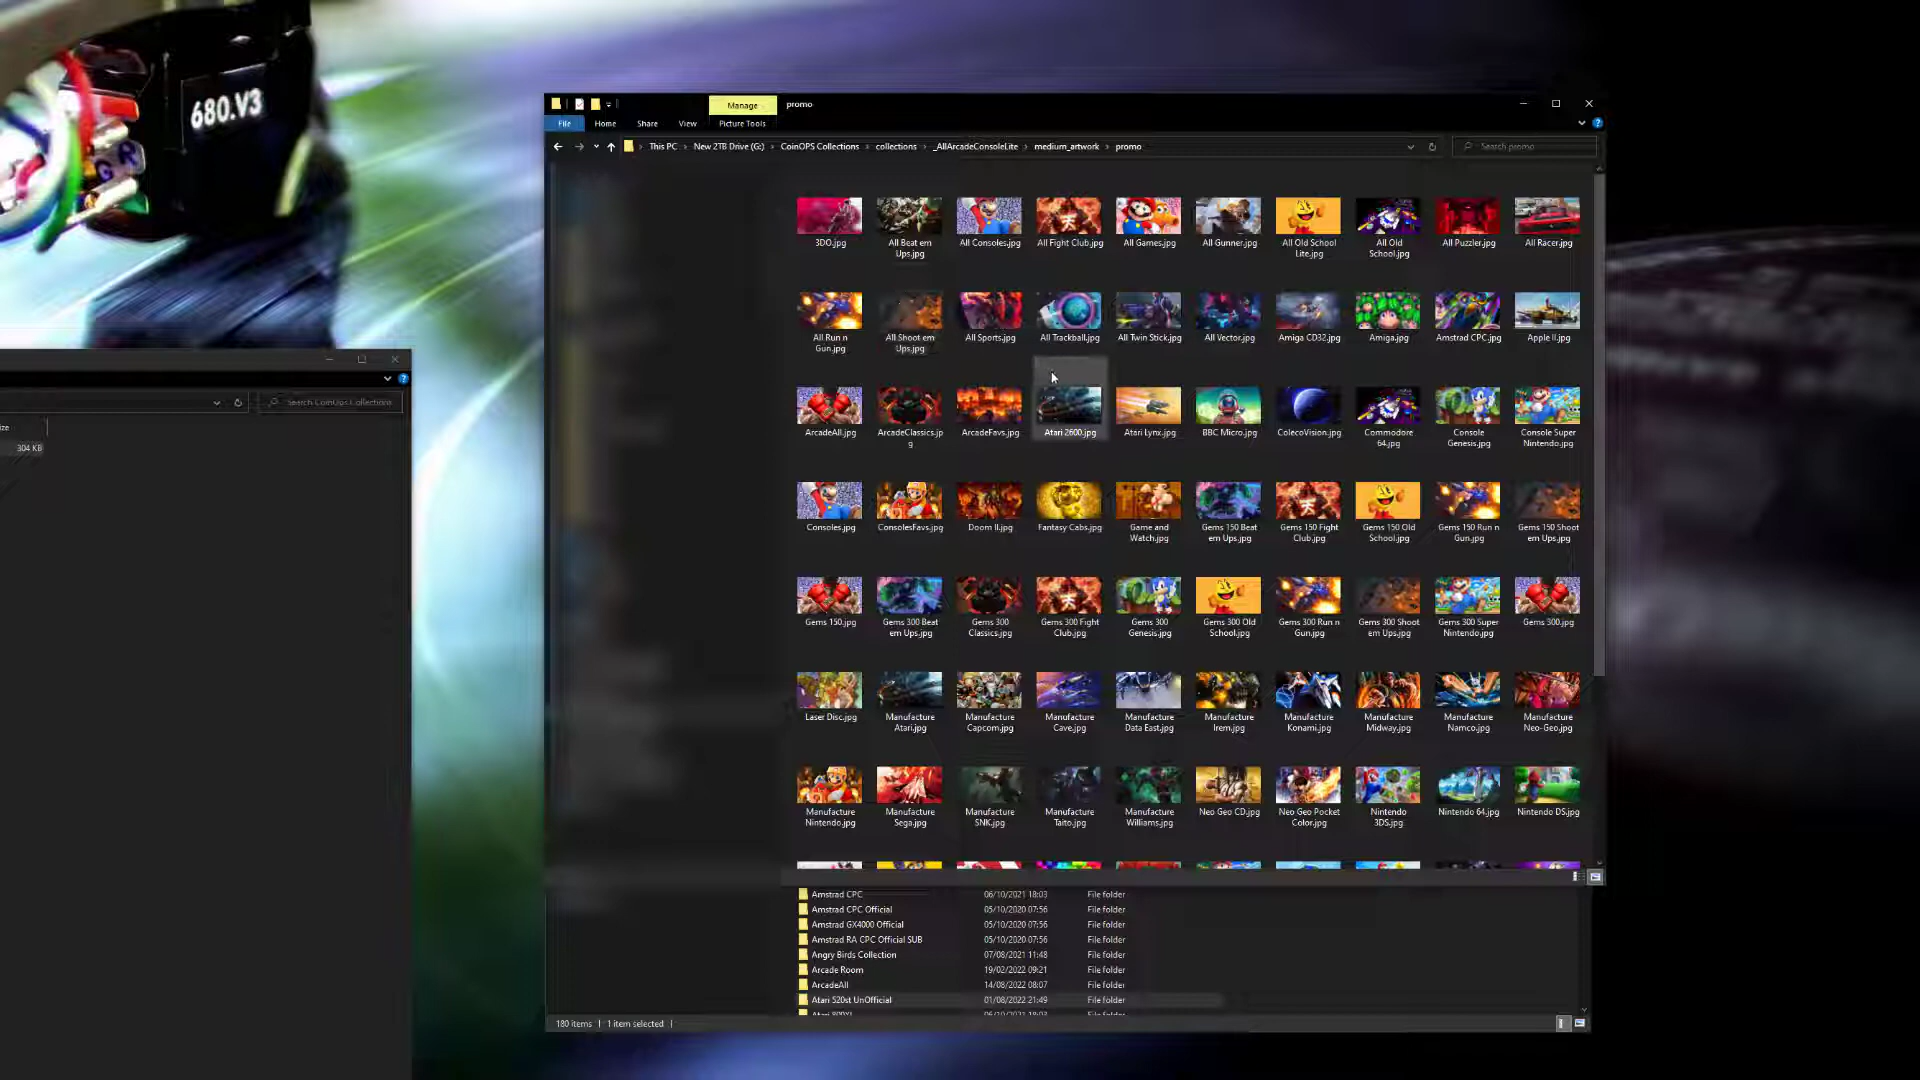 680.V3
G R
Manage
promo
File
Home
Share
View
Picture Tools
This PC
New 2TB Drive (G:)
CoinOPS Collections
collections
_AllArcadeConsoleLite
medium_artwork
promo
Search promo
3DO.jpg
All Beat em
Ups.jpg
All Consoles.jpg
All Fight Club.jpg
All Games.jpg
All Gunner.jpg
All Old School
Lite.jpg
All Old
School.jpg
All Puzzler.jpg
All Racer.jpg
All Run n
Gun.jpg
All Shoot em
Ups.jpg
All Sports.jpg
All Trackball.jpg
All Twin Stick.jpg
All Vector.jpg
Amiga CD32.jpg
Amiga.jpg
Amstrad CPC.jpg
Apple II.jpg
Search CoinOps Collections
ize
304 KB
ArcadeAll.jpg
ArcadeClassics.jp
g
ArcadeFavs.jpg
Atari 2600.jpg
Atari Lynx.jpg
BBC Micro.jpg
ColecoVision.jpg
Commodore
64.jpg
Console
Genesis.jpg
Console Super
Nintendo.jpg
Consoles.jpg
ConsolesFavs.jpg
Doom II.jpg
Fantasy Cabs.jpg
Game and
Watch.jpg
Gems 150 Beat
em Ups.jpg
Gems 150 Fight
Club.jpg
Gems 150 Old
School.jpg
Gems 150 Run n
Gun.jpg
Gems 150 Shoot
em Ups.jpg
Gems 150.jpg
Gems 300 Beat
em Ups.jpg
Gems 300
Classics.jpg
Gems 300 Fight
Club.jpg
Gems 300
Genesis.jpg
Gems 300 Old
School.jpg
Gems 300 Run n
Gun.jpg
Gems 300 Shoot
em Ups.jpg
Gems 300 Super
Nintendo.jpg
Gems 300.jpg
Laser Disc.jpg
Manufacture
Atari.jpg
Manufacture
Capcom.jpg
Manufacture
Cave.jpg
Manufacture
Data East.jpg
Manufacture
Irem.jpg
Manufacture
Konami.jpg
Manufacture
Midway.jpg
Manufacture
Namco.jpg
Manufacture
Neo-Geo.jpg
Manufacture
Nintendo.jpg
Manufacture
Sega.jpg
Manufacture
SNK.jpg
Manufacture
Taito.jpg
Manufacture
Williams.jpg
Neo Geo CD.jpg
Neo Geo Pocket
Color.jpg
Nintendo
3DS.jpg
Nintendo 64.jpg
Nintendo DS.jpg
Amstrad CPC 06/10/2021 18:03 File folder
Amstrad CPC Official 05/10/2020 07:56 File folder
Amstrad GX4000 Official 05/10/2020 07:56 File folder
Amstrad RA CPC Official SUB 05/10/2020 07:56 File folder
Angry Birds Collection 07/08/2021 11:48 File folder
Arcade Room 19/02/2022 09:21 File folder
ArcadeAll 14/08/2022 08:07 File folder
Atari 520st UnOfficial 01/08/2022 21:49 File folder
180 items
1 item selected